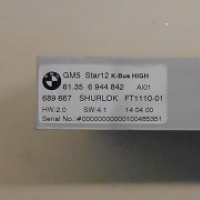 GM5 Star12 K-Bus HIGH
61.35 6 944 842 AI01
689 667 SHURLOK FT1110-01
HW:2.0 SW:4.1 14 04 00
Serial No.:#00000000000100485351